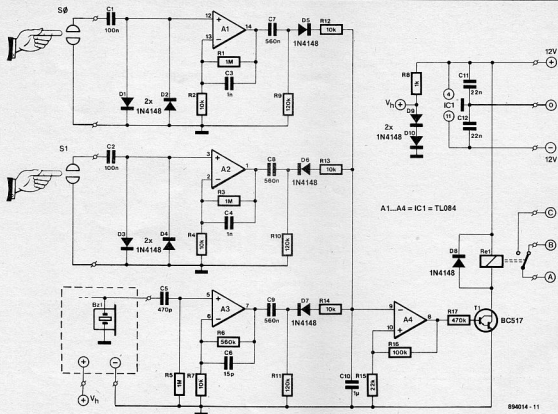 SØ
C1
100n
D1
D2
2x
1N4148
12
13
A1
14
R1
1M
C3
1n
R2
10k
C7
560n
R9
120k
D5
1N4148
R12
10k
S1
C2
100n
D3
D4
2x
1N4148
3
2
A2
1
R3
1M
C4
1n
R4
10k
C8
560n
R10
120k
D6
1N4148
R13
10k
Bz1
Vh
C5
470p
R5
1M
5
6
A3
7
R6
560k
C6
15p
R7
10k
C9
560n
R11
120k
D7
1N4148
R14
10k
C10
1µ
9
10
A4
8
R16
100k
R15
22k
R17
470k
T1
BC517
D8
1N4148
Re1
C
B
A
A1...A4 = IC1 = TL084
R8
1k
Vh
D9
D10
2x
1N4148
4
IC1
11
C11
22n
C12
22n
12V
0
12V
894014 - 11